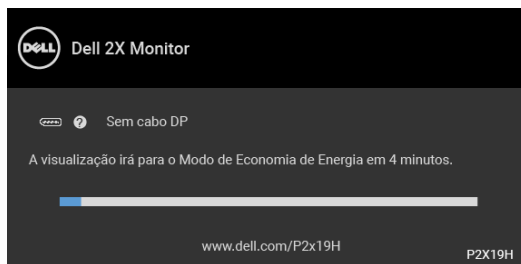 DELL Dell 2X Monitor
? Sem cabo DP
A visualização irá para o Modo de Economia de Energia em 4 minutos.
www.dell.com/P2x19H
P2X19H